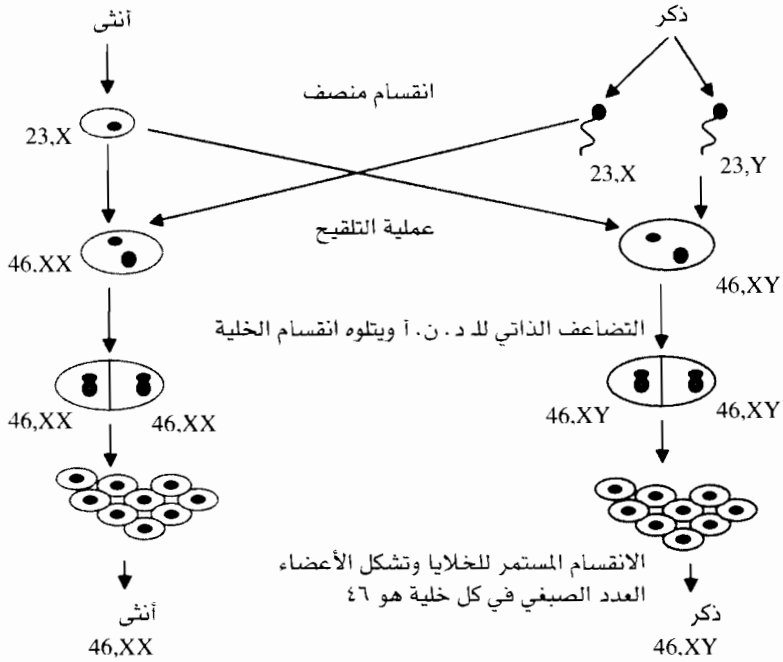 ذكر
أنثى
انقسام منصف
23,X
23,X
23,Y
عملية التلقيح
46,XX
46,XY
التضاعف الذاتي للـ د . ن . أ ويتلوه انقسام الخلية
46,XX
46,XX
46,XY
46,XY
الانقسام المستمر للخلايا وتشكل الأعضاء
العدد الصبغي في كل خلية هو ٤٦
أنثى
46,XX
ذكر
46,XY